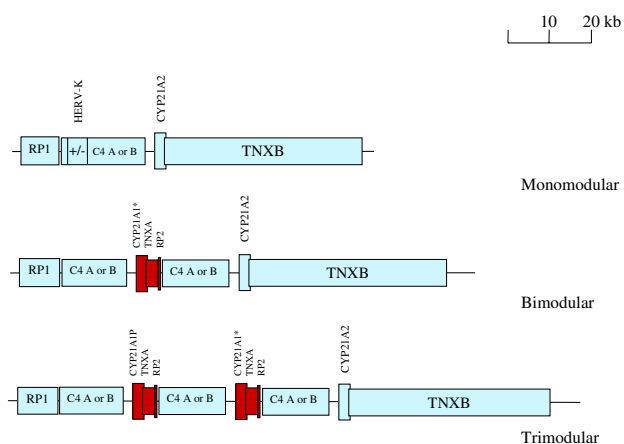 10 20 kb
HERV-K
CYP21A2
RP1 +/- C4 A or B TNXB
Monomodular
CYP21A1*
TNXA
RP2
CYP21A2
RP1 C4 A or B C4 A or B TNXB
Bimodular
CYP21A1P
TNXA
RP2
CYP21A1*
TNXA
RP2
CYP21A2
RP1 C4 A or B C4 A or B C4 A or B TNXB
Trimodular